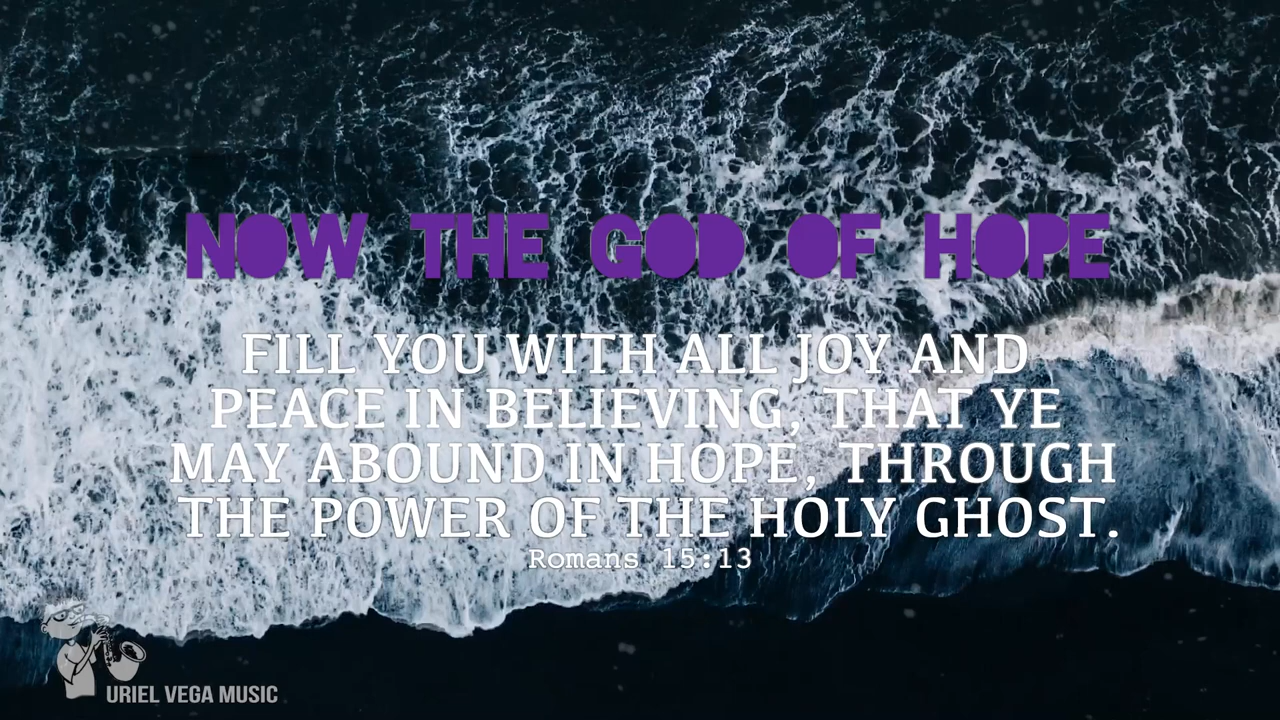 NOW THE GOD OF HOPE
FILL YOU WITH ALL JOY AND
PEACE IN BELIEVING, THAT YE
MAY ABOUND IN HOPE, THROUGH
THE POWER OF THE HOLY GHOST.
Romans 15:13
URIEL VEGA MUSIC